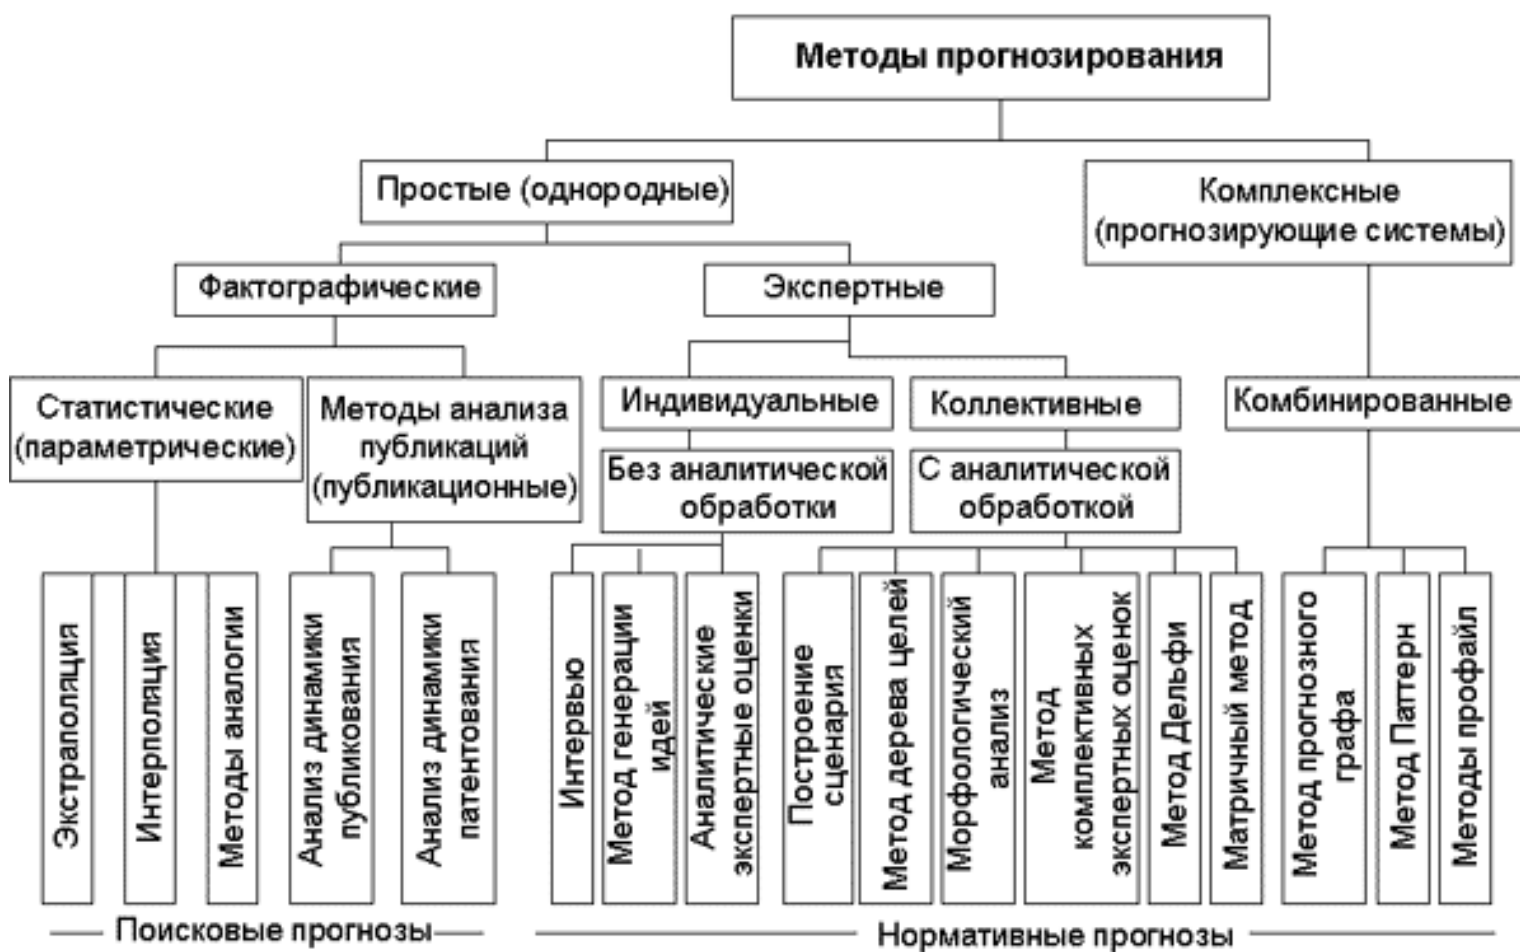 Методы прогнозирования
Простые (однородные)
Комплексные
(прогнозирующие системы)
Фактографические
Экспертные
Статистические
(параметрические)
Методы анализа
публикаций
(публикационные)
Индивидуальные
Коллективные
Комбинированные
Без аналитической
обработки
С аналитической
обработкой
Экстраполяция
Интерполяция
Методы аналогии
Анализ динамики
публикования
Анализ динамики
патентования
Интервью
Метод генерации
идей
Аналитические
экспертные оценки
Построение
сценария
Метод дерева целей
Морфологический
анализ
Метод
комплективных
экспертных оценок
Метод Дельфи
Матричный метод
Метод прогнозного
графа
Метод Паттерн
Методы профайл
Поисковые прогнозы
Нормативные прогнозы